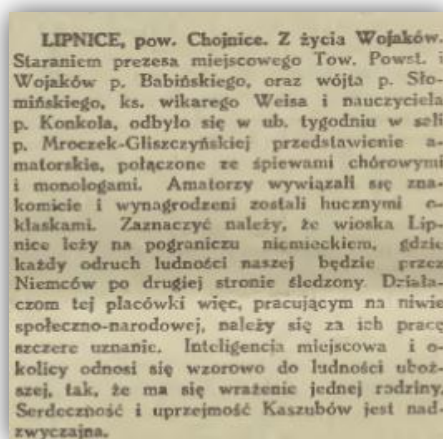 LIPNICE, pow. Chojnice. Z życia Wojaków.
Staraniem prezesa miejscowego Tow. Powst. i
Wojaków p. Babińskiego, oraz wójta p. Sło-
mińskiego, ks. wikarego Weisa i nauczyciela
p. Konkola, odbyło się w ub. tygodniu w sali
p. Mroczek-Gliszczyńskiej przedstawienie a-
matorskie, połączone ze śpiewami chórowymi
i monologami. Amatorzy wywiązali się zna-
komicie i wynagrodzeni zostali hucznymi o-
klaskami. Zaznaczyć należy, że wioska Lip-
nice leży na pograniczu niemieckiem, gdzie
każdy odruch ludności naszej będzie przez
Niemców po drugiej stronie śledzony. Działa-
czom tej placówki więc, pracującym na niwie
społeczno-narodowej, należy się za ich pracę
szczere uznanie. Inteligencja miejscowa i o-
kolicy odnosi się wzorowo do ludności uboż-
szej, tak, że ma się wrażenie jednej rodziny.
Serdeczność i uprzejmość Kaszubów jest nad-
zwyczajna.